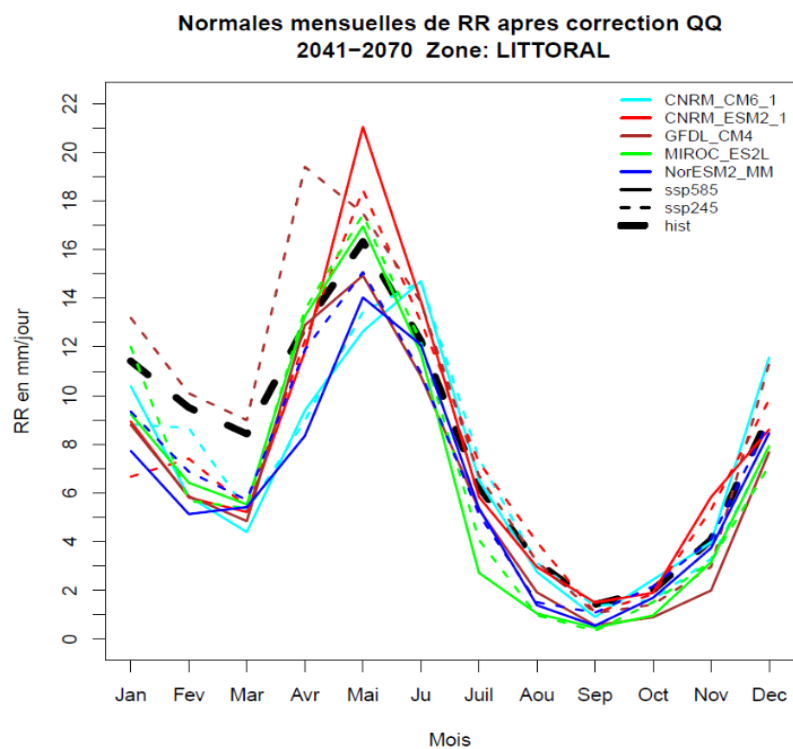 Normales mensuelles de RR apres correction QQ
2041−2070 Zone: LITTORAL
RR en mm/jour
22
20
18
16
14
12
10
8
6
4
2
0
CNRM_CM6_1
CNRM_ESM2_1
GFDL_CM4
MIROC_ES2L
NorESM2_MM
ssp585
ssp245
hist
Jan Fev Mar Avr Mai Ju Juil Aou Sep Oct Nov Dec
Mois